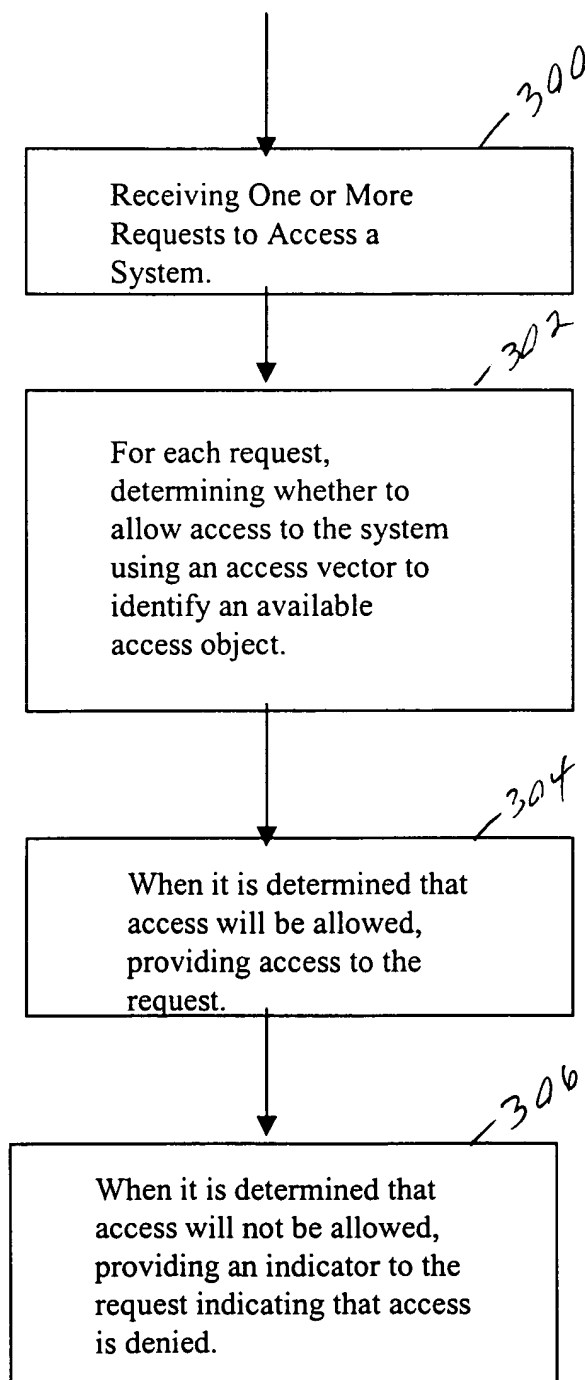 300
Receiving One or More
Requests to Access a
System.
302
For each request,
determining whether to
allow access to the system
using an access vector to
identify an available
access object.
304
When it is determined that
access will be allowed,
providing access to the
request.
306
When it is determined that
access will not be allowed,
providing an indicator to the
request indicating that access
is denied.